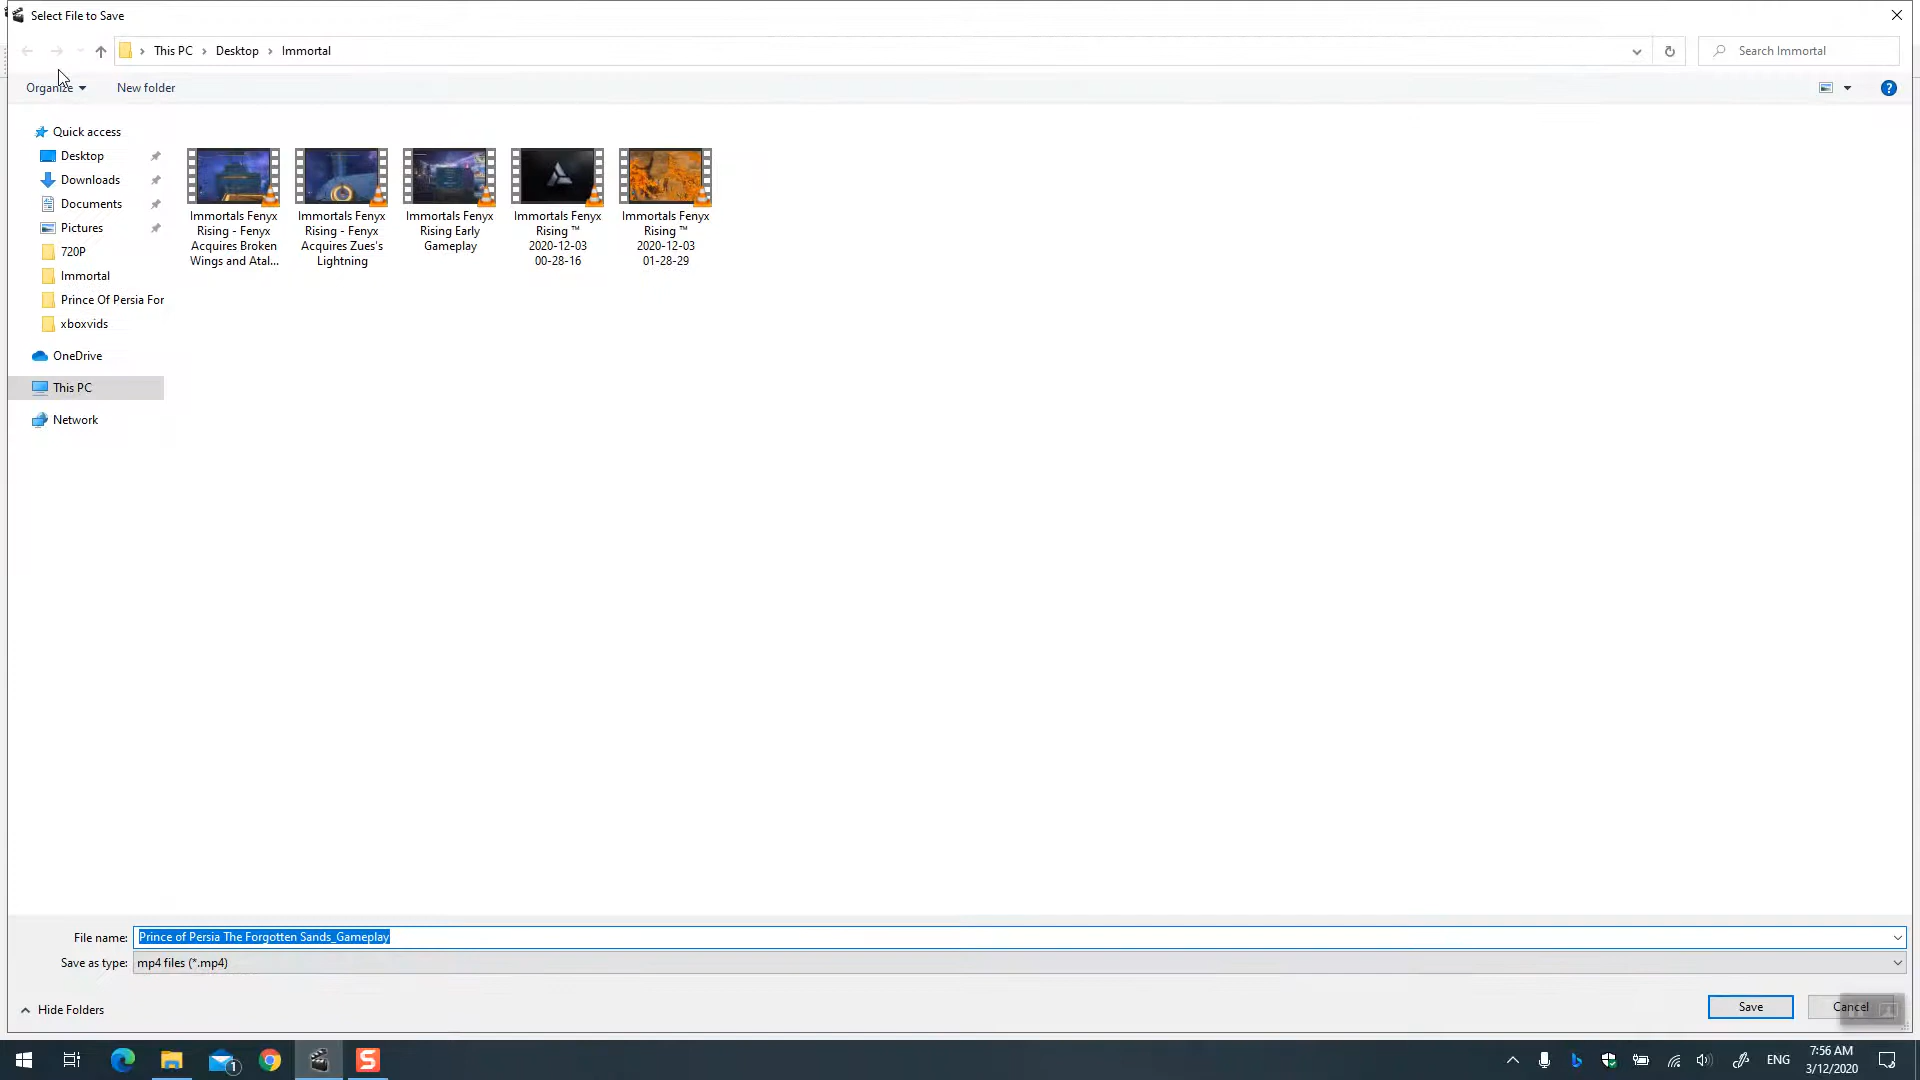 Select File to Save
This PC
Desktop
Immortal
Search Immortal
Organize
New folder
?
Quick access
Desktop
Downloads
Documents
Pictures
720P
Immortal
Prince Of Persia For
xboxvids
OneDrive
This PC
Network
Immortals Fenyx
Rising - Fenyx
Acquires Broken
Wings and Atal...
Immortals Fenyx
Rising - Fenyx
Acquires Zues's
Lightning
Immortals Fenyx
Rising Early
Gameplay
Immortals Fenyx
Rising ™
2020-12-03
00-28-16
Immortals Fenyx
Rising ™
2020-12-03
01-28-29
File name: Prince of Persia The Forgotten Sands_Gameplay
Save as type: mp4 files (*.mp4)
Hide Folders
Save
Cancel
1
S
ENG
7:56 AM
3/12/2020